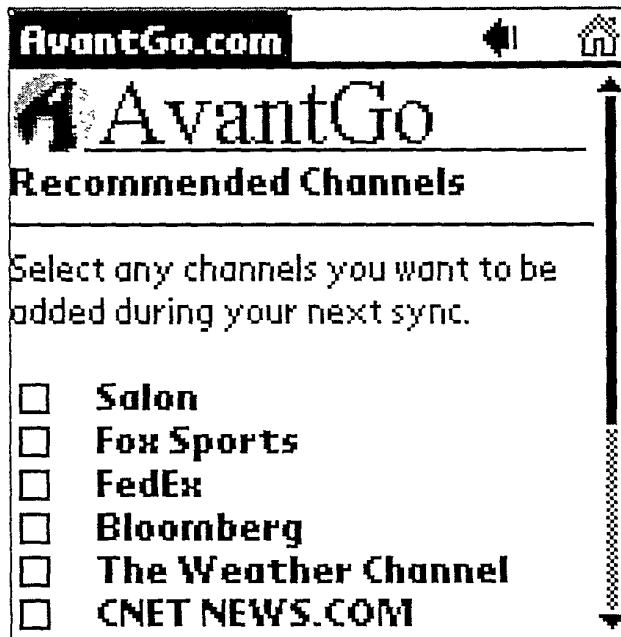 AvantGo.com
AvantGo
Recommended Channels
Select any channels you want to be
added during your next sync.
Salon
Fox Sports
FedEx
Bloomberg
The Weather Channel
CNET NEWS.COM